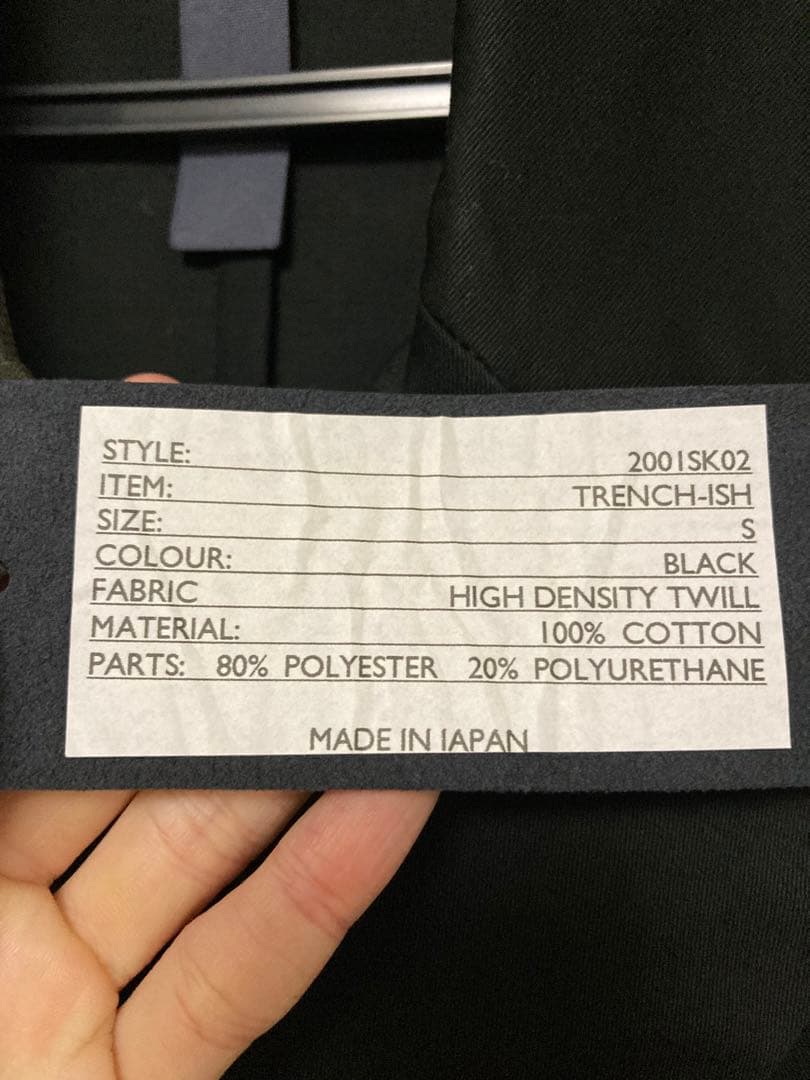 STYLE: 2001SK02
ITEM: TRENCH-ISH
SIZE: S
COLOUR: BLACK
FABRIC HIGH DENSITY TWILL
MATERIAL: 100% COTTON
PARTS: 80% POLYESTER 20% POLYURETHANE
MADE IN JAPAN